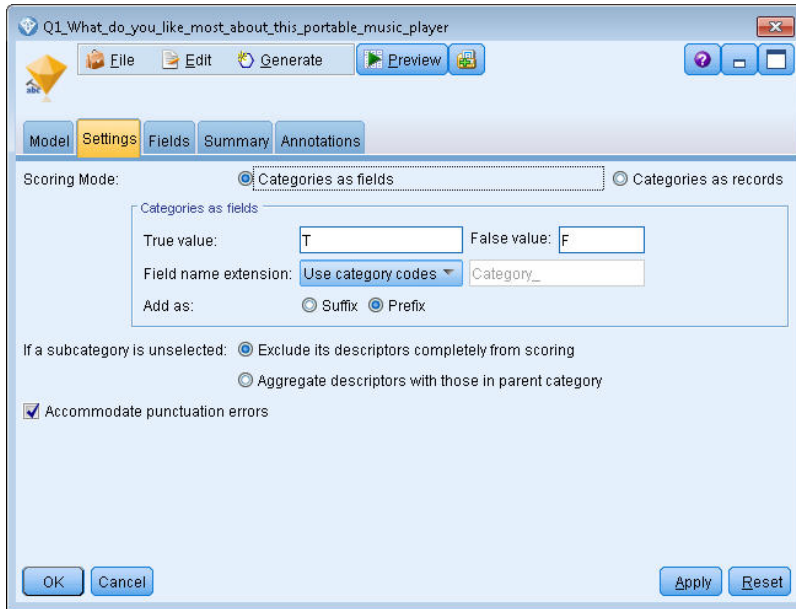 Q1_What_do_you_like_most_about_this_portable_music_player
File Edit Generate Preview
abc
Model Settings Fields Summary Annotations
Scoring Mode: Categories as fields Categories as records
Categories as fields
True value: T False value: F
Field name extension: Use category codes Category_
Add as: Suffix Prefix
If a subcategory is unselected: Exclude its descriptors completely from scoring
Aggregate descriptors with those in parent category
Accommodate punctuation errors
OK Cancel Apply Reset